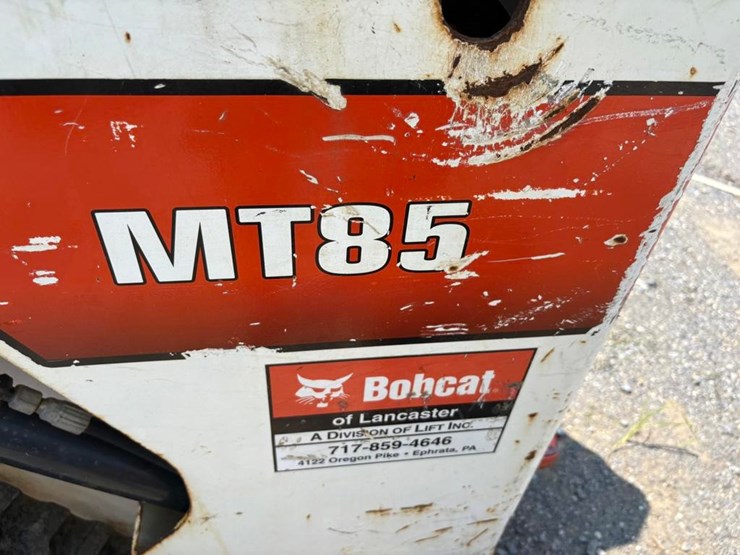 MT85
Bobcat
of Lancaster
A DIVISION OF LIFT INC.
717-859-4646
4122 Oregon Pike • Ephrata, PA